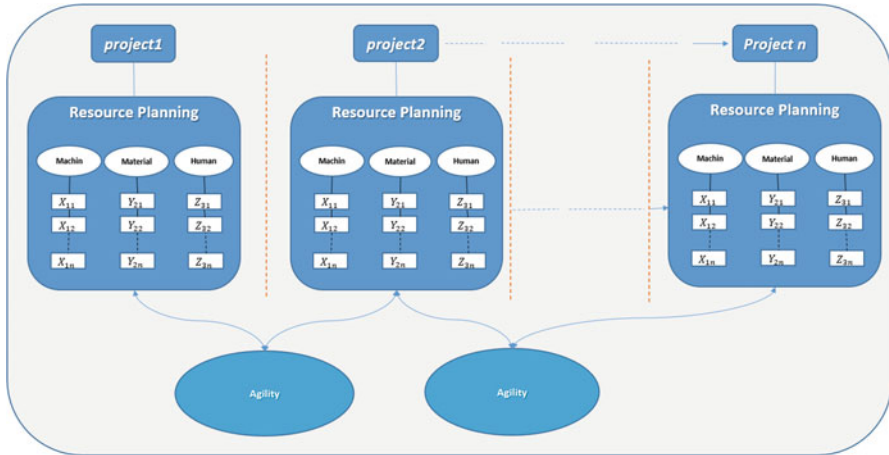 project1
project2
Project n
Resource Planning
Resource Planning
Resource Planning
Machin Material Human
Machin Material Human
Machin Material Human
X₁₁ Y₂₁ Z₃₁
X₁₁ Y₂₁ Z₃₁
X₁₁ Y₂₁ Z₃₁
X₁₂ Y₂₂ Z₃₂
X₁₂ Y₂₂ Z₃₂
X₁₂ Y₂₂ Z₃₂
X₁ₙ Y₂ₙ Z₃ₙ
X₁ₙ Y₂ₙ Z₃ₙ
X₁ₙ Y₂ₙ Z₃ₙ
Agility
Agility